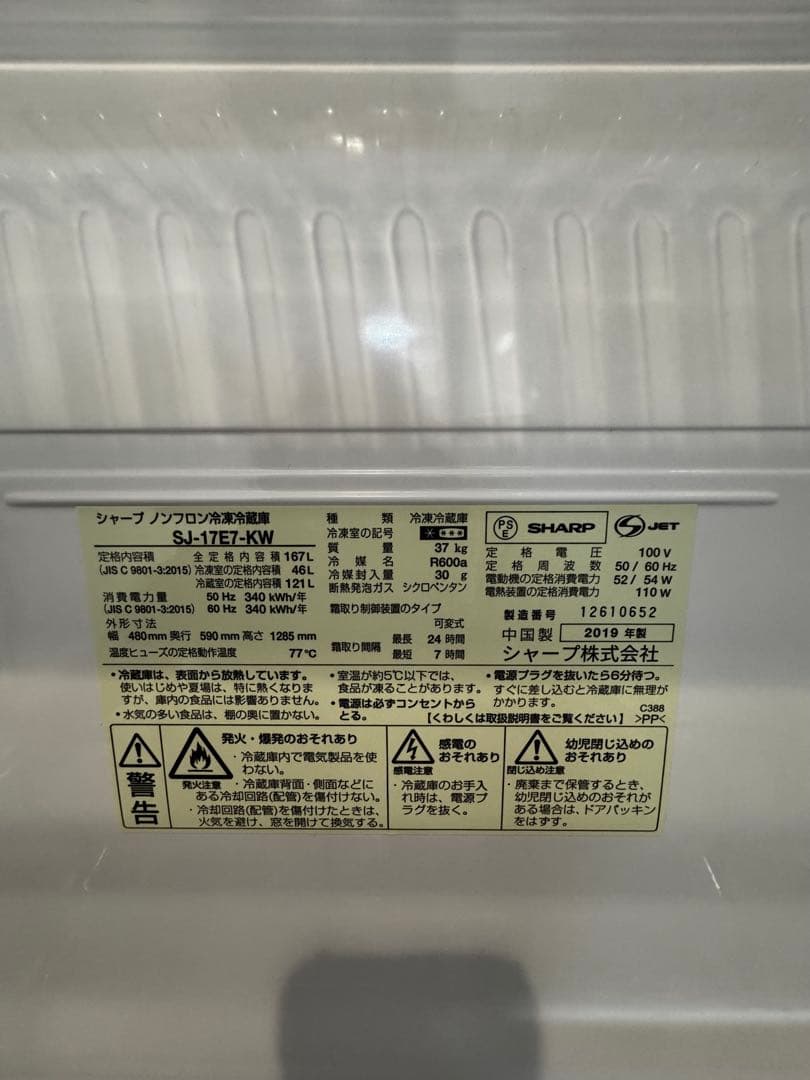 シャープ ノンフロン冷凍冷蔵庫
SJ-17E7-KW
定格内容積 全定格内容積 167L
(JIS C 9801-3:2015) 冷凍室の定格内容積 46L
冷蔵室の定格内容積 121L
消費電力量 50 Hz 340 kWh/年
(JIS C 9801-3:2015) 60 Hz 340 kWh/年
外形寸法
幅 480mm 奥行 590mm 高さ 1285mm
温度ヒューズの定格動作温度 77℃
種類 冷凍冷蔵庫
冷凍室の記号
質量 37 kg
冷媒名 R600a
冷媒封入量 30 g
断熱発泡ガス シクロペンタン
霜取り制御装置のタイプ
可変式
霜取り間隔 最長 24 時間
最短 7 時間
PSE SHARP S JET
定格電圧 100 V
定格周波数 50 / 60 Hz
電動機の定格消費電力 52 / 54 W
電熱装置の定格消費電力 110 W
製造番号 12610652
中国製 2019 年製
シャープ株式会社
・冷蔵庫は、表面から放熱しています。
使いはじめや夏場は、特に熱くなりま
すが、庫内の食品には影響ありません。
・水気の多い食品は、棚の奥に置かない。
・室温が約5℃以下では、
食品が凍ることがあります。
・電源は必ずコンセントから
とる。
・電源プラグを抜いたら6分待つ。
すぐに差し込むと冷蔵庫に無理が
かかります。
C388
【くわしくは取扱説明書をご覧ください】 >PP<
警告
発火・爆発のおそれあり
発火注意
・冷蔵庫内で電気製品を使
わない。
・冷蔵庫背面・側面などに
ある冷却回路(配管)を傷付けない。
・冷却回路(配管)を傷付けたときは、
火気を避け、窓を開けて換気する。
感電の
おそれあり
感電注意
・冷蔵庫のお手入
れ時は、電源プ
ラグを抜く。
幼児閉じ込めの
おそれあり
閉じ込め注意
・廃棄まで保管するとき、
幼児閉じ込めのおそれが
ある場合は、ドアパッキン
をはずす。